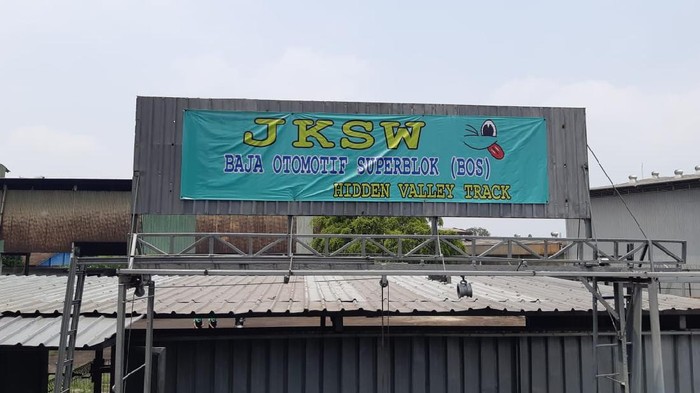 JKSW
BAJA OTOMOTIF SUPERBLOK (BOS)
HIDDEN VALLEY TRACK